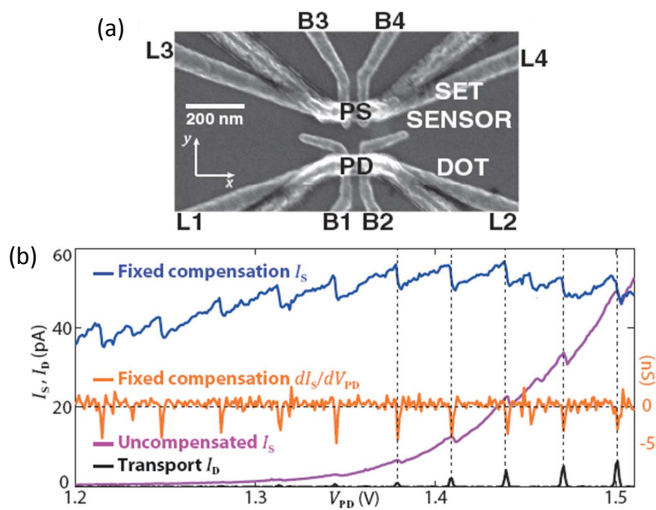 (a)
B3 B4
L3
L4
PS
SET
SENSOR
200 nm
y
x
PD
DOT
L1 B1 B2 L2
(b)
60
Fixed compensation I_S
40
I_S, I_D (pA)
Fixed compensation dI_S/dV_PD
(nS)
20
0
Uncompensated I_S
-5
Transport I_D
0
1.2 1.3 V_PD (V) 1.4 1.5